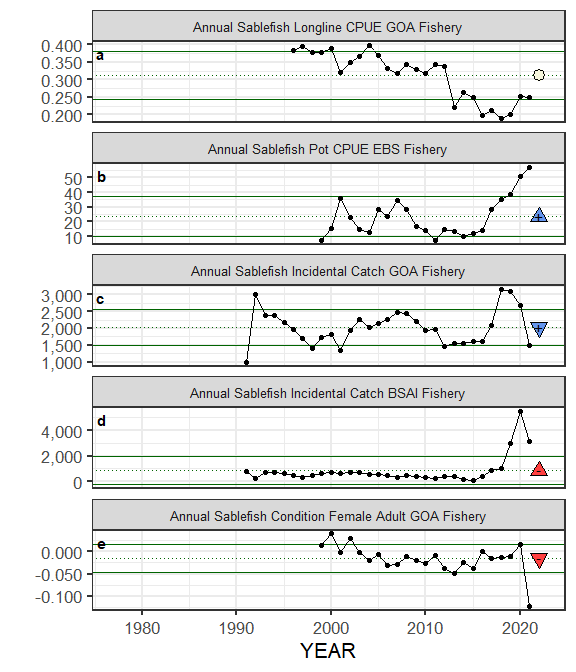 Annual Sablefish Longline CPUE GOA Fishery
a
0.400
0.350
0.300
0.250
0.200
Annual Sablefish Pot CPUE EBS Fishery
b
50
40
30
20
10
+
Annual Sablefish Incidental Catch GOA Fishery
c
3,000
2,500
2,000
1,500
1,000
+
Annual Sablefish Incidental Catch BSAI Fishery
d
4,000
2,000
0
-
Annual Sablefish Condition Female Adult GOA Fishery
e
0.000
-0.050
-0.100
-
1980 1990 2000 2010 2020
YEAR